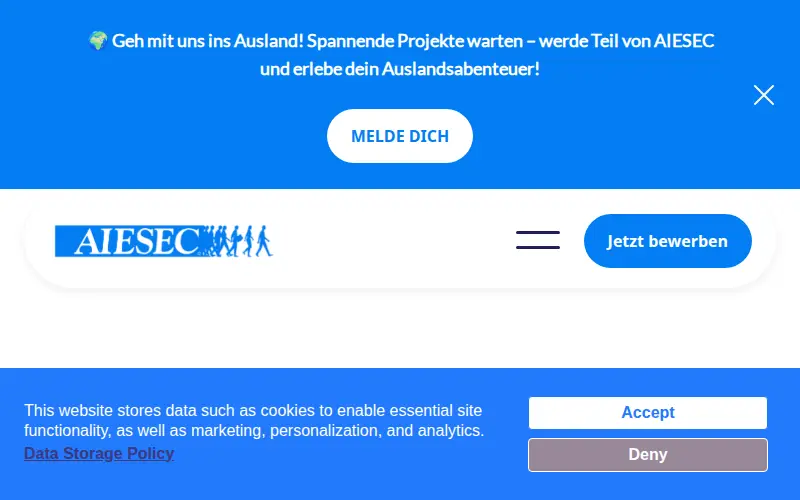 🌍 Geh mit uns ins Ausland! Spannende Projekte warten – werde Teil von AIESEC
und erlebe dein Auslandsabenteuer!
MELDE DICH
AIESEC
Jetzt bewerben
This website stores data such as cookies to enable essential site
functionality, as well as marketing, personalization, and analytics.
Data Storage Policy
Accept
Deny